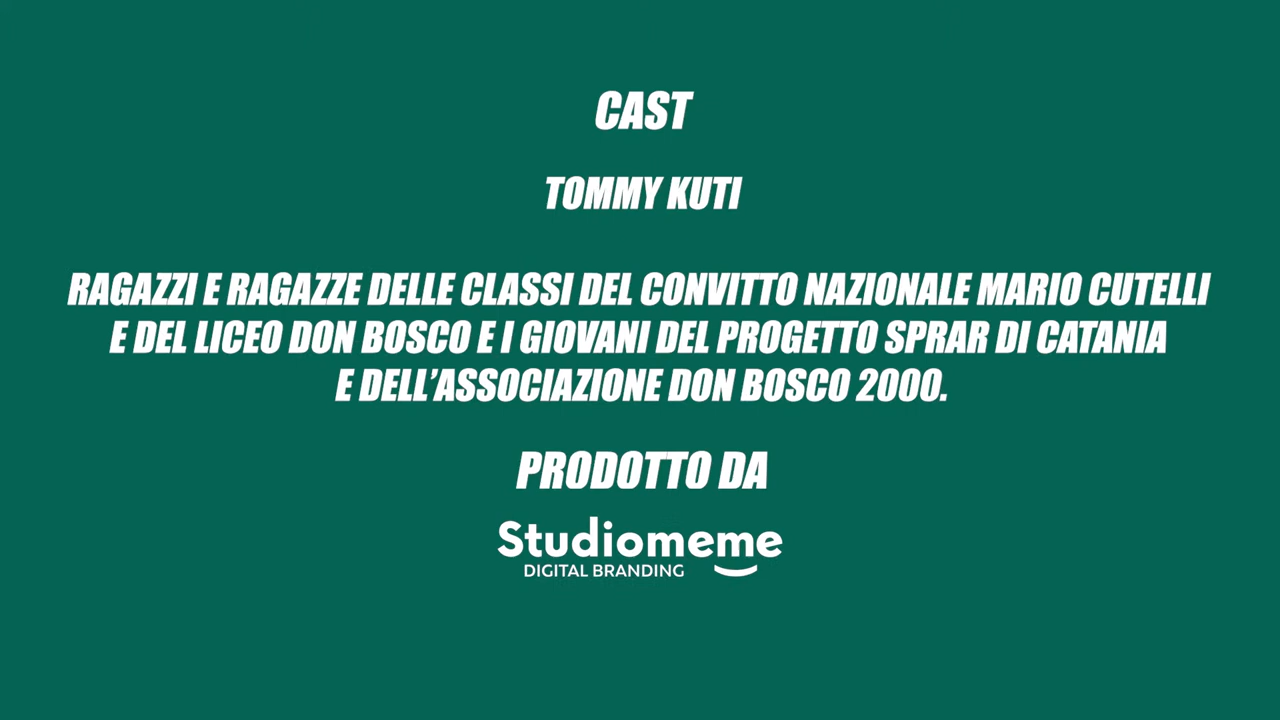 CAST
TOMMY KUTI
RAGAZZI E RAGAZZE DELLE CLASSI DEL CONVITTO NAZIONALE MARIO CUTELLI
E DEL LICEO DON BOSCO E I GIOVANI DEL PROGETTO SPRAR DI CATANIA
E DELL’ASSOCIAZIONE DON BOSCO 2000.
PRODOTTO DA
Studiomeme
DIGITAL BRANDING